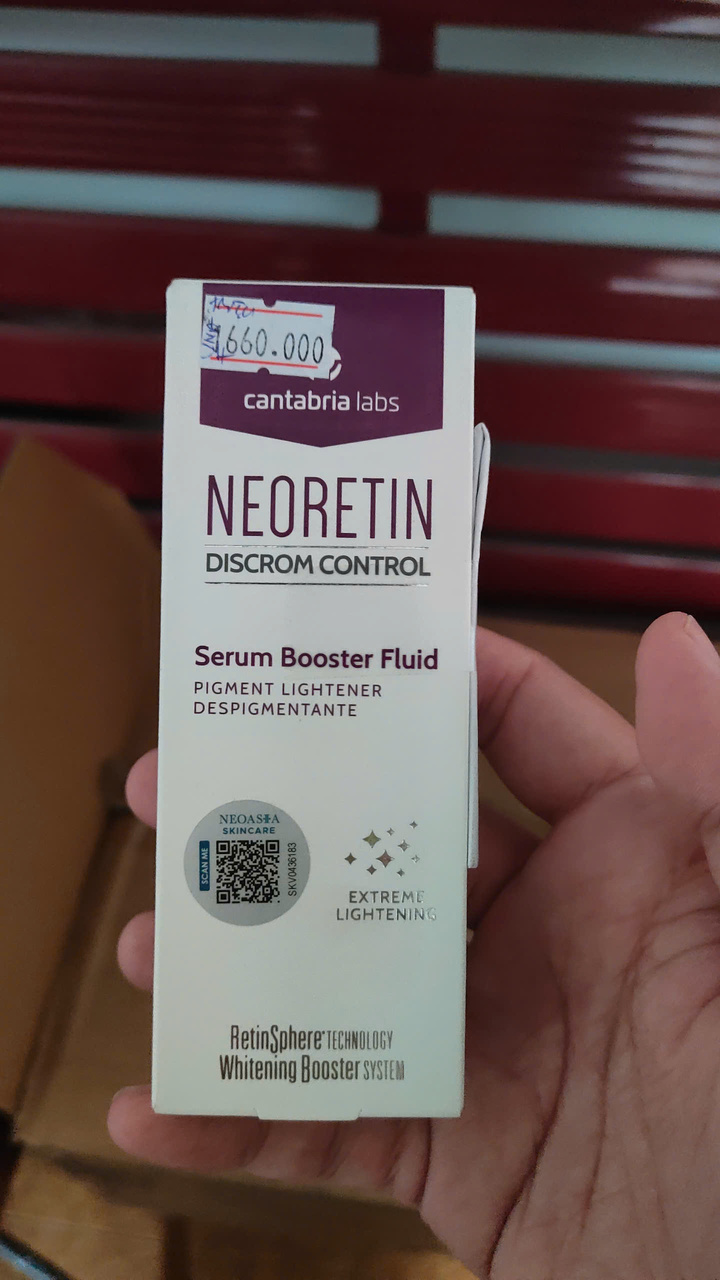 1,660.000
cantabria labs
NEORETIN
DISCROM CONTROL
Serum Booster Fluid
PIGMENT LIGHTENER
DESPIGMENTANTE
NEOASIA
SKINCARE
SCAN ME
SKV0436183
EXTREME
LIGHTENING
RetinSphere® TECHNOLOGY
Whitening Booster SYSTEM